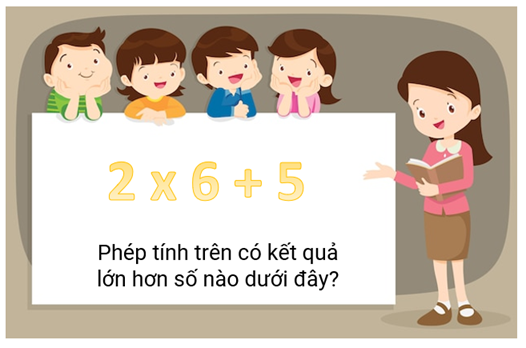 2 x 6 + 5
Phép tính trên có kết quả
lớn hơn số nào dưới đây?